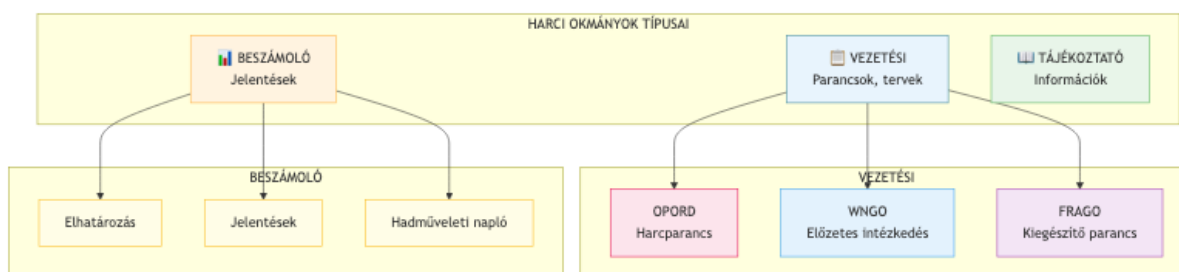 HARCI OKMÁNYOK TÍPUSAI
📊 BESZÁMOLÓ
Jelentések
📋 VEZETÉSI
Parancsok, tervek
📖 TÁJÉKOZTATÓ
Információk
BESZÁMOLÓ
Elhatározás
Jelentések
Hadműveleti napló
VEZETÉSI
OPORD
Harcparancs
WNGO
Előzetes intézkedés
FRAGO
Kiegészítő parancs